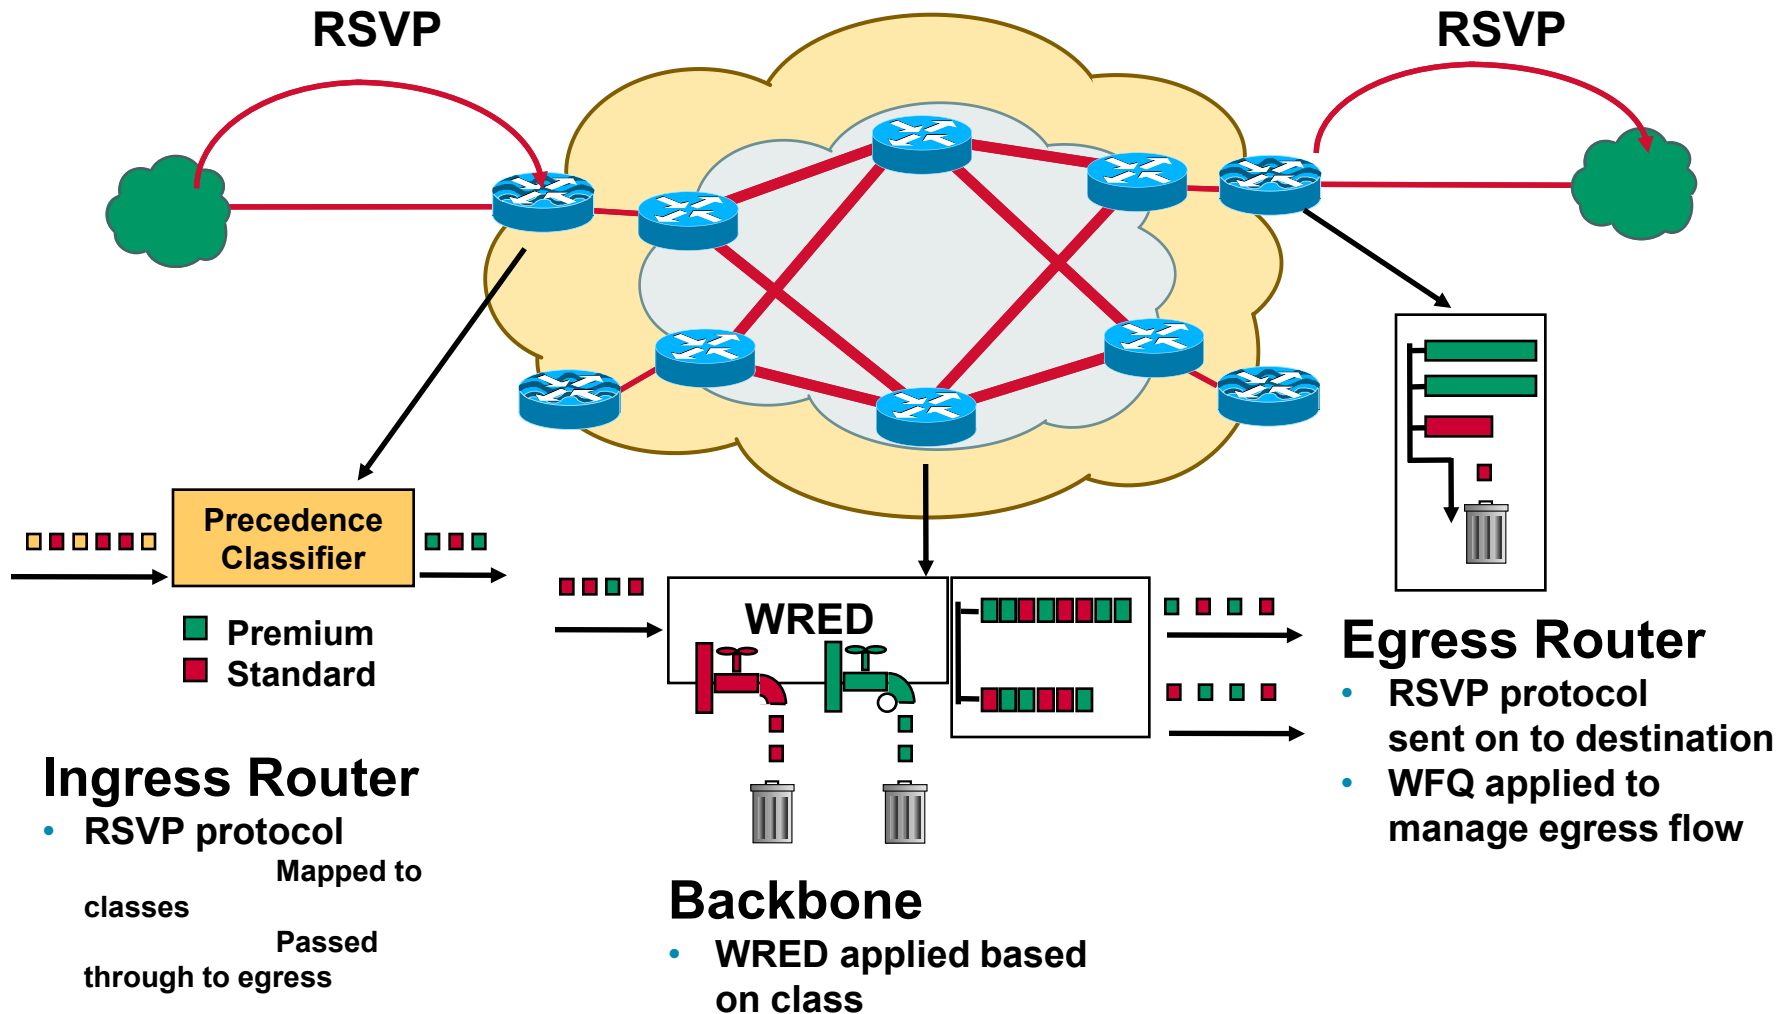 RSVP
RSVP
Precedence
Classifier
Premium
Standard
WRED
Ingress Router
• RSVP protocol
Mapped to
classes
Passed
through to egress
Backbone
• WRED applied based
on class
Egress Router
• RSVP protocol
sent on to destination
• WFQ applied to
manage egress flow